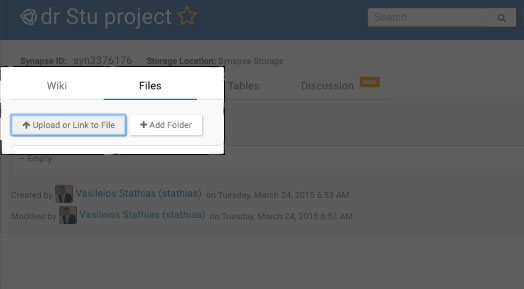 dr Stu project
Search
Synapse ID: syn3376176 Storage Location: Synapse Storage
Wiki Files Tables Discussion beta
Upload or Link to File + Add Folder
-- Empty
Created by Vasileios Stathias (stathias) on Tuesday, March 24, 2015 6:53 AM
Modified by Vasileios Stathias (stathias) on Tuesday, March 24, 2015 6:53 AM